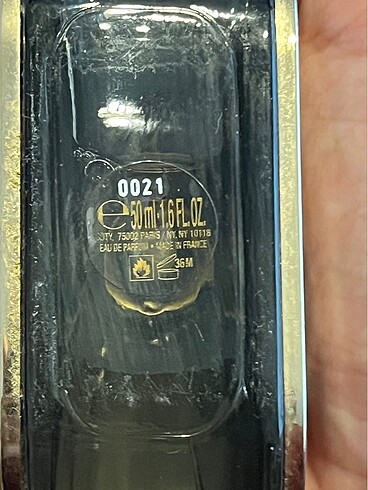 0021
℮ 50 ml·1.6 FL.OZ.
75002 PARIS / NY, NY 10118
EAU DE PARFUM • MADE IN FRANCE
36M